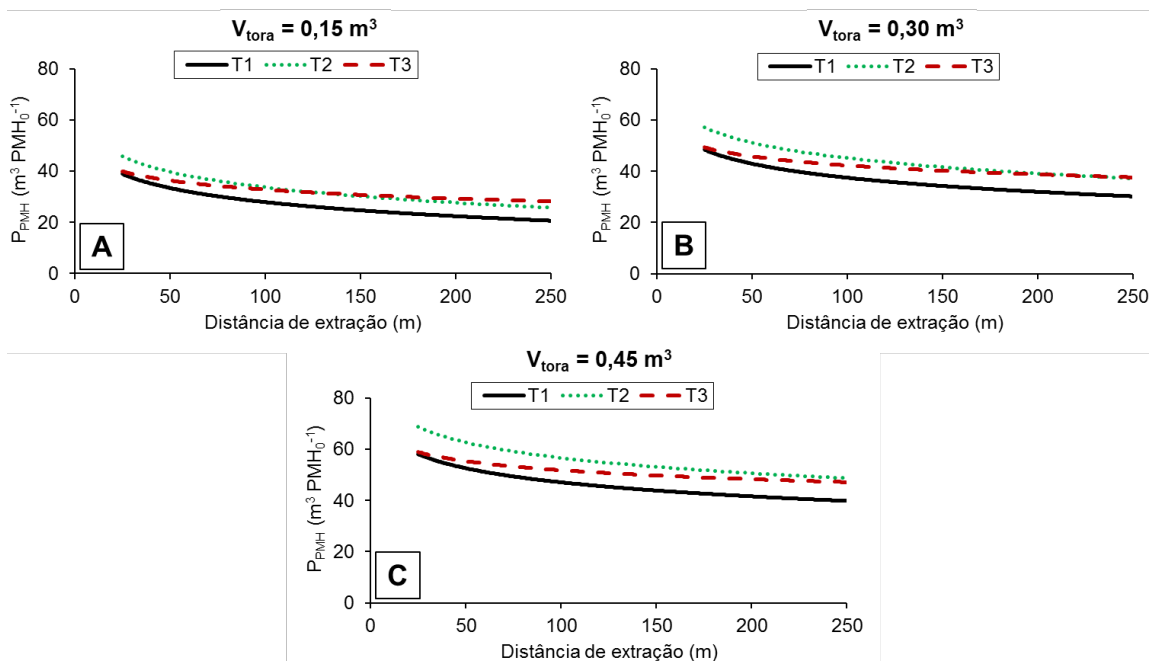 V_tora = 0,15 m³
T1 T2 T3
P_PMH (m³ PMH₀⁻¹)
80
60
40
20
0
A
0 50 100 150 200 250
Distância de extração (m)
V_tora = 0,30 m³
T1 T2 T3
P_PMH (m³ PMH₀⁻¹)
80
60
40
20
0
B
0 50 100 150 200 250
Distância de extração (m)
V_tora = 0,45 m³
T1 T2 T3
P_PMH (m³ PMH₀⁻¹)
80
60
40
20
0
C
0 50 100 150 200 250
Distância de extração (m)